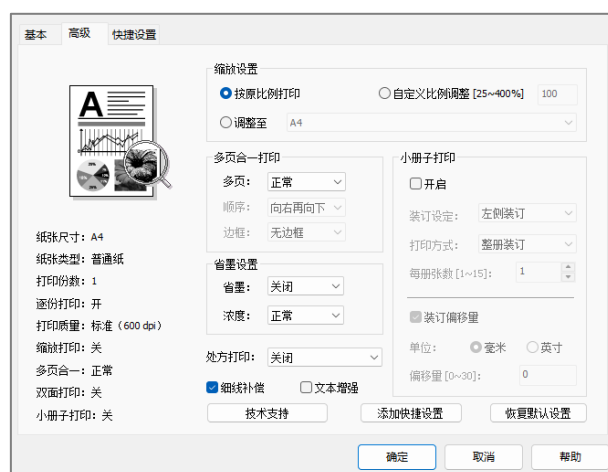 基本 高级 快捷设置
缩放设置
按原比例打印 自定义比例调整 [25~400%] 100
调整至 A4
多页合一打印
多页： 正常
顺序： 向右再向下
边框： 无边框
小册子打印
开启
装订设定： 左侧装订
打印方式： 整册装订
每册张数[1~15]： 1
装订偏移量
单位： 毫米 英寸
偏移量[0~30]： 0
省墨设置
省墨： 关闭
浓度： 正常
处方打印： 关闭
细线补偿 文本增强
A
纸张尺寸：A4
纸张类型：普通纸
打印份数：1
逐份打印：开
打印质量：标准（600 dpi）
缩放打印：关
多页合一：正常
双面打印：关
小册子打印：关
技术支持 添加快捷设置 恢复默认设置
确定 取消 帮助